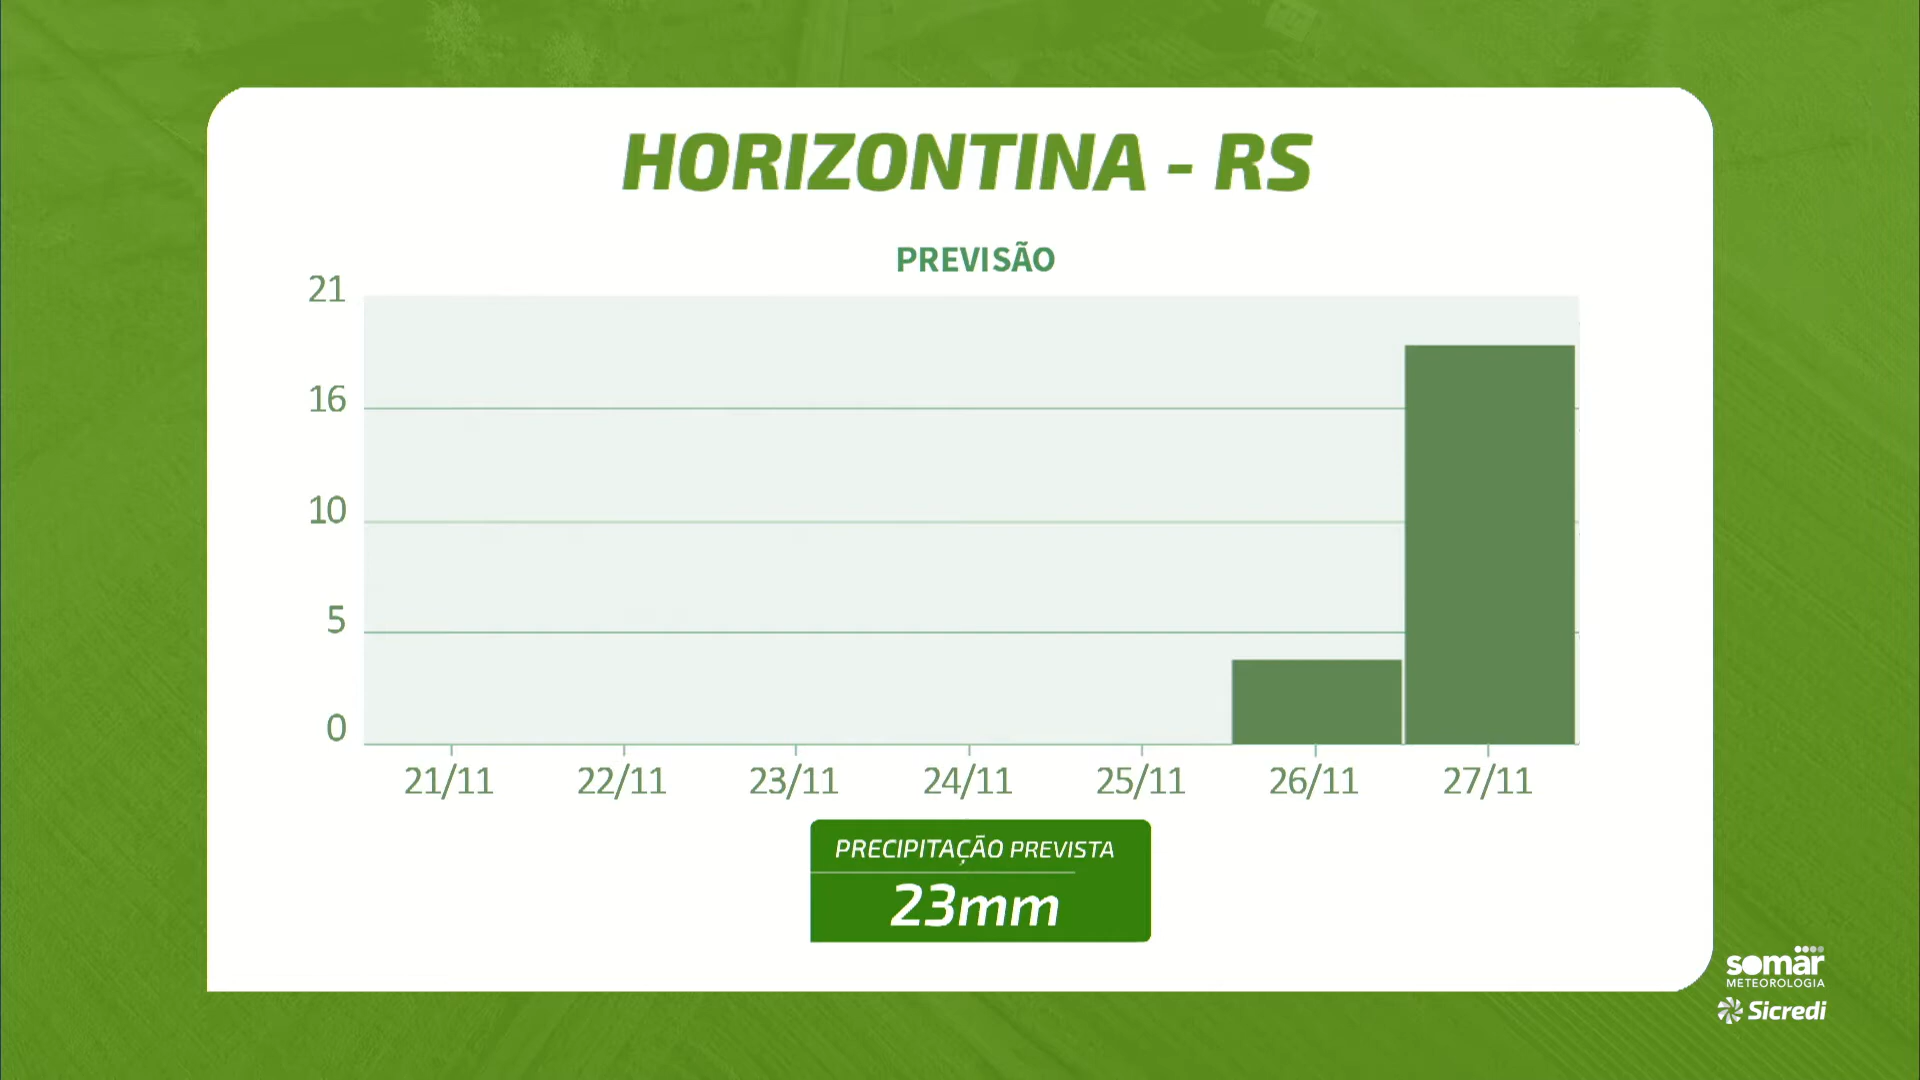 HORIZONTINA - RS
PREVISÃO
21
16
10
5
0
21/11 22/11 23/11 24/11 25/11 26/11 27/11
PRECIPITAÇÃO PREVISTA
23mm
somar
METEOROLOGIA
Sicredi